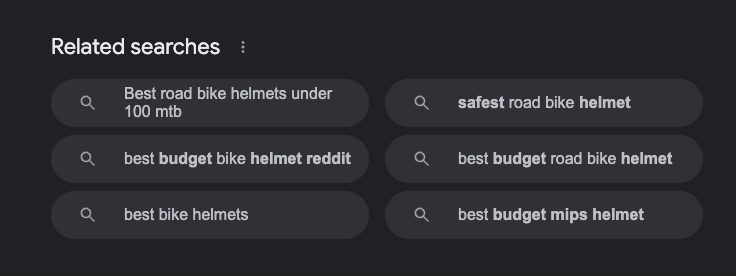 Related searches
Best road bike helmets under
100 mtb
safest road bike helmet
best budget bike helmet reddit
best budget road bike helmet
best bike helmets
best budget mips helmet